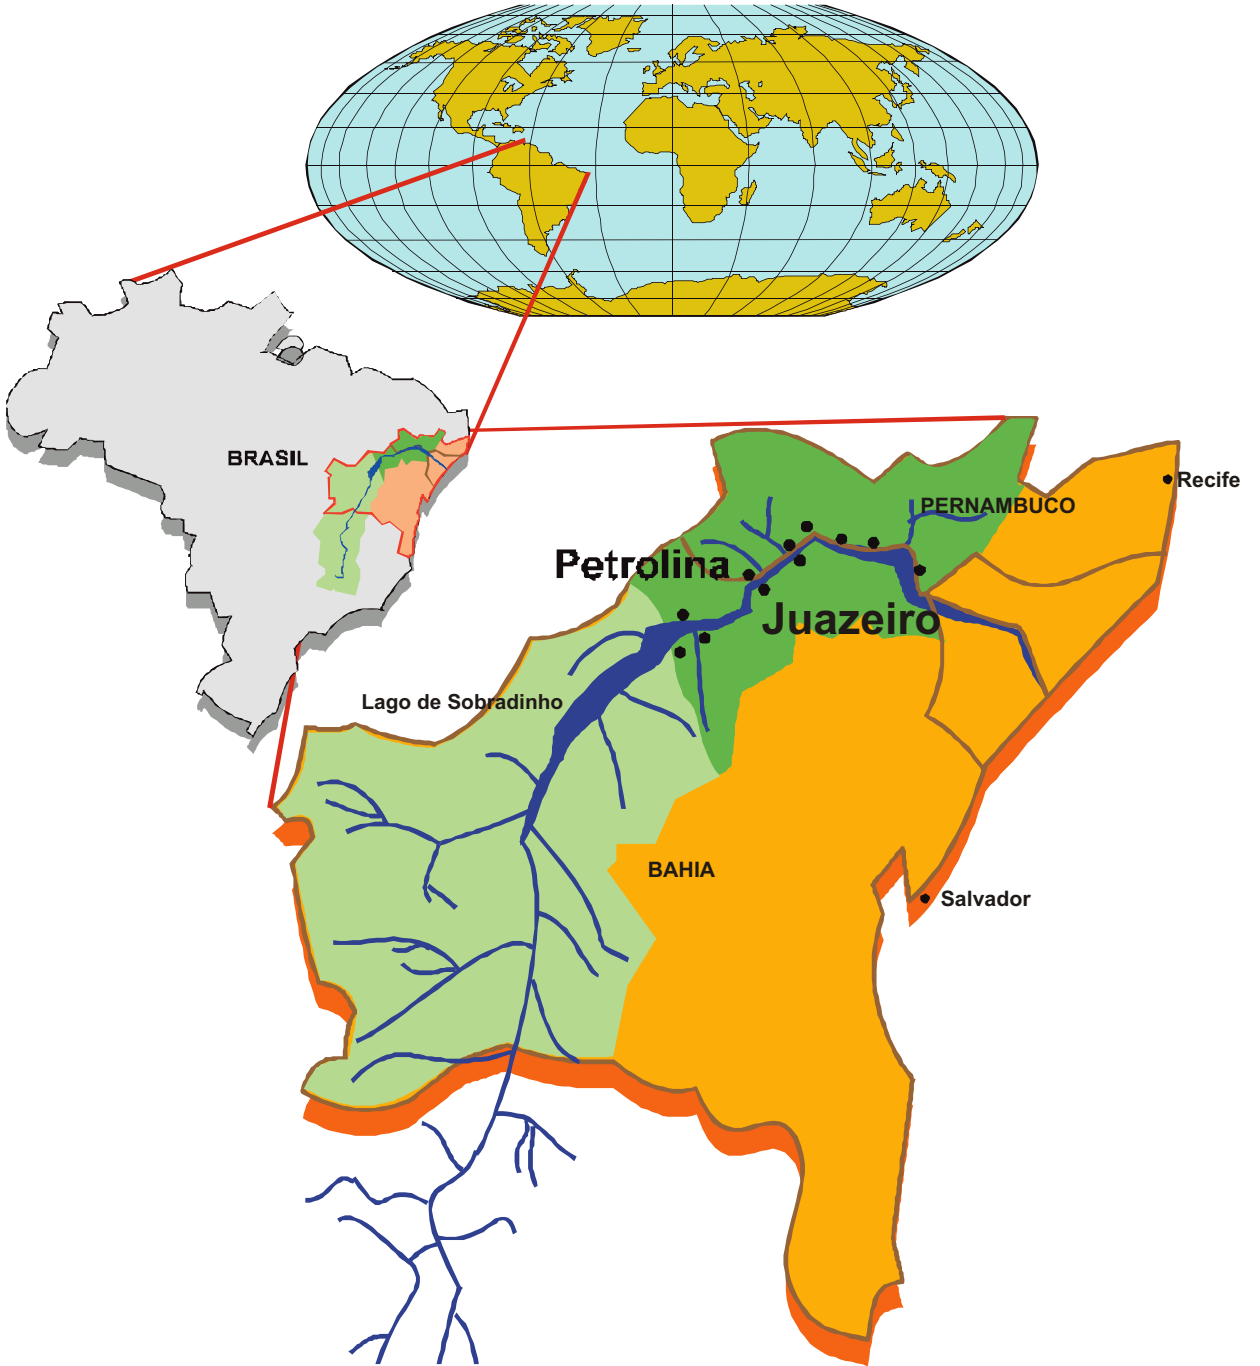 BRASIL
Recife
PERNAMBUCO
Petrolina
Juazeiro
Lago de Sobradinho
BAHIA
Salvador